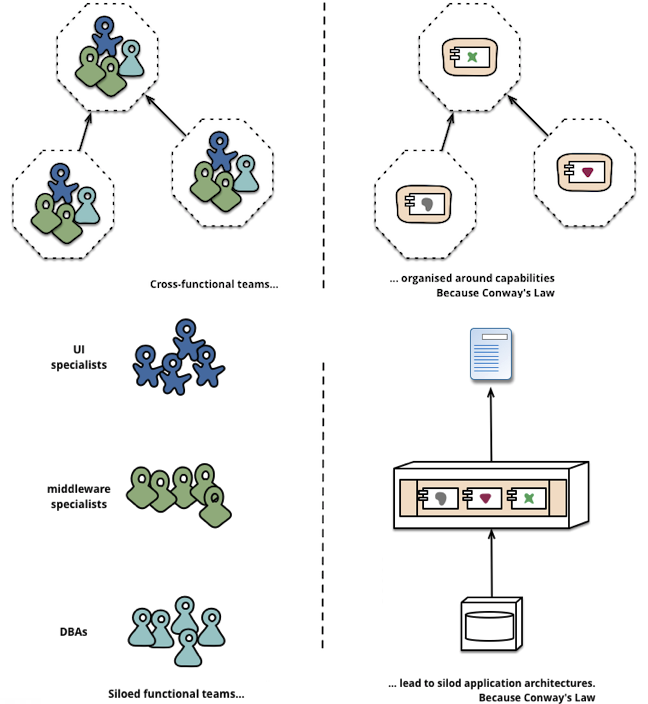 Cross-functional teams...
... organised around capabilities
Because Conway's Law
UI
specialists
middleware
specialists
DBAs
Siloed functional teams...
... lead to silod application architectures.
Because Conway's Law